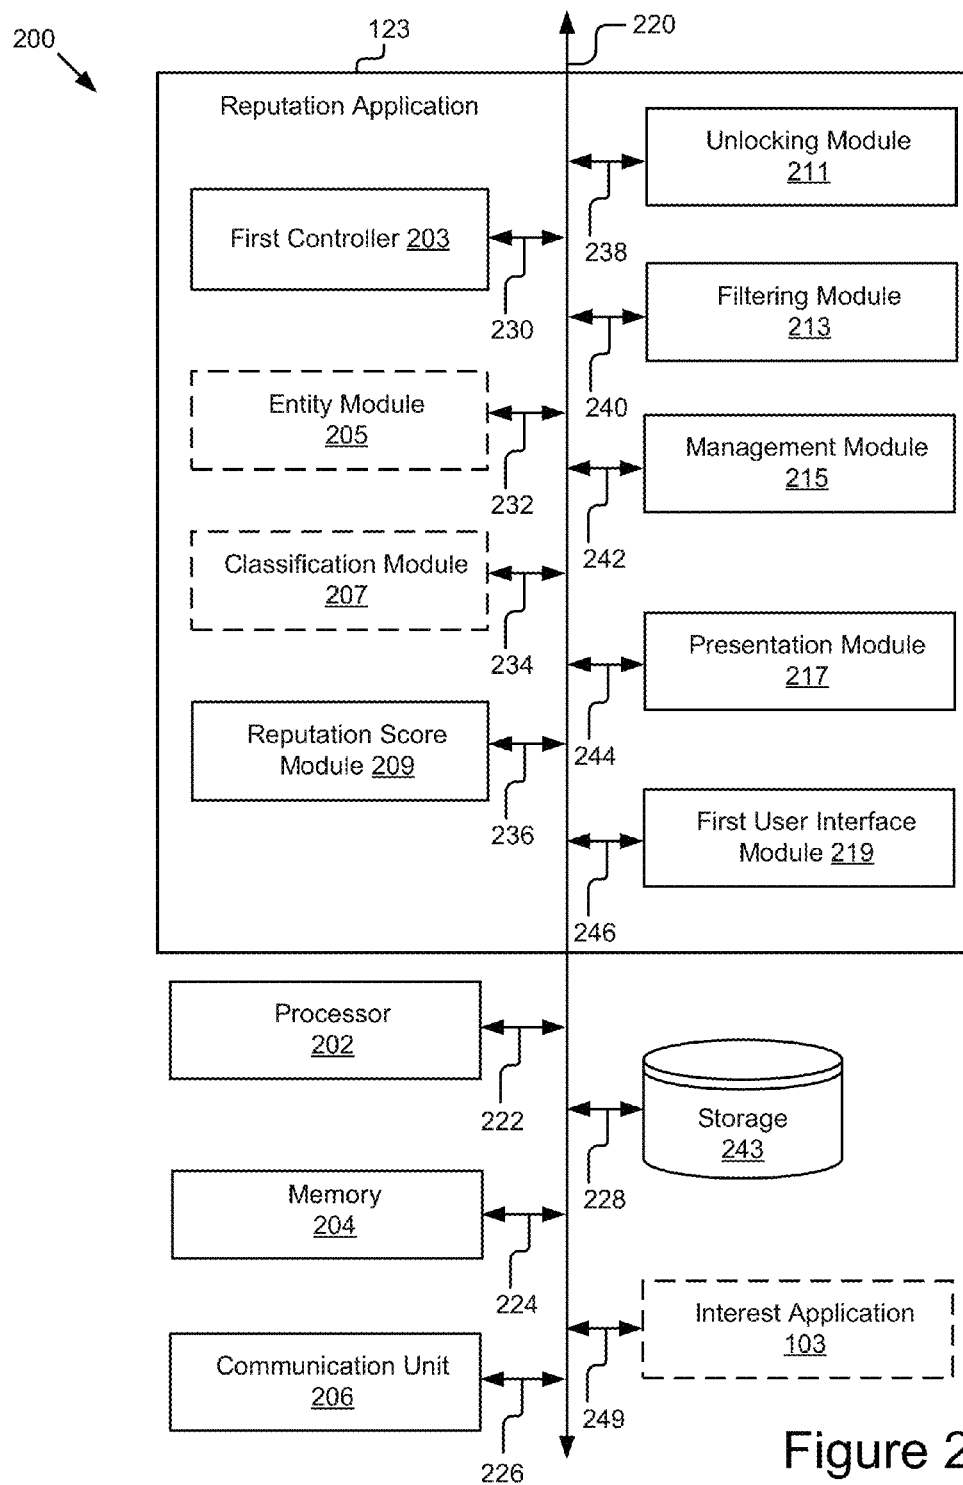 200
123
220
Reputation Application
Unlocking Module
211
238
First Controller 203
230
Filtering Module
213
240
Entity Module
205
232
Management Module
215
242
Classification Module
207
234
Presentation Module
217
244
Reputation Score
Module 209
236
First User Interface
Module 219
246
Processor
202
222
Storage
243
228
Memory
204
224
Interest Application
103
249
Communication Unit
206
226
Figure 2